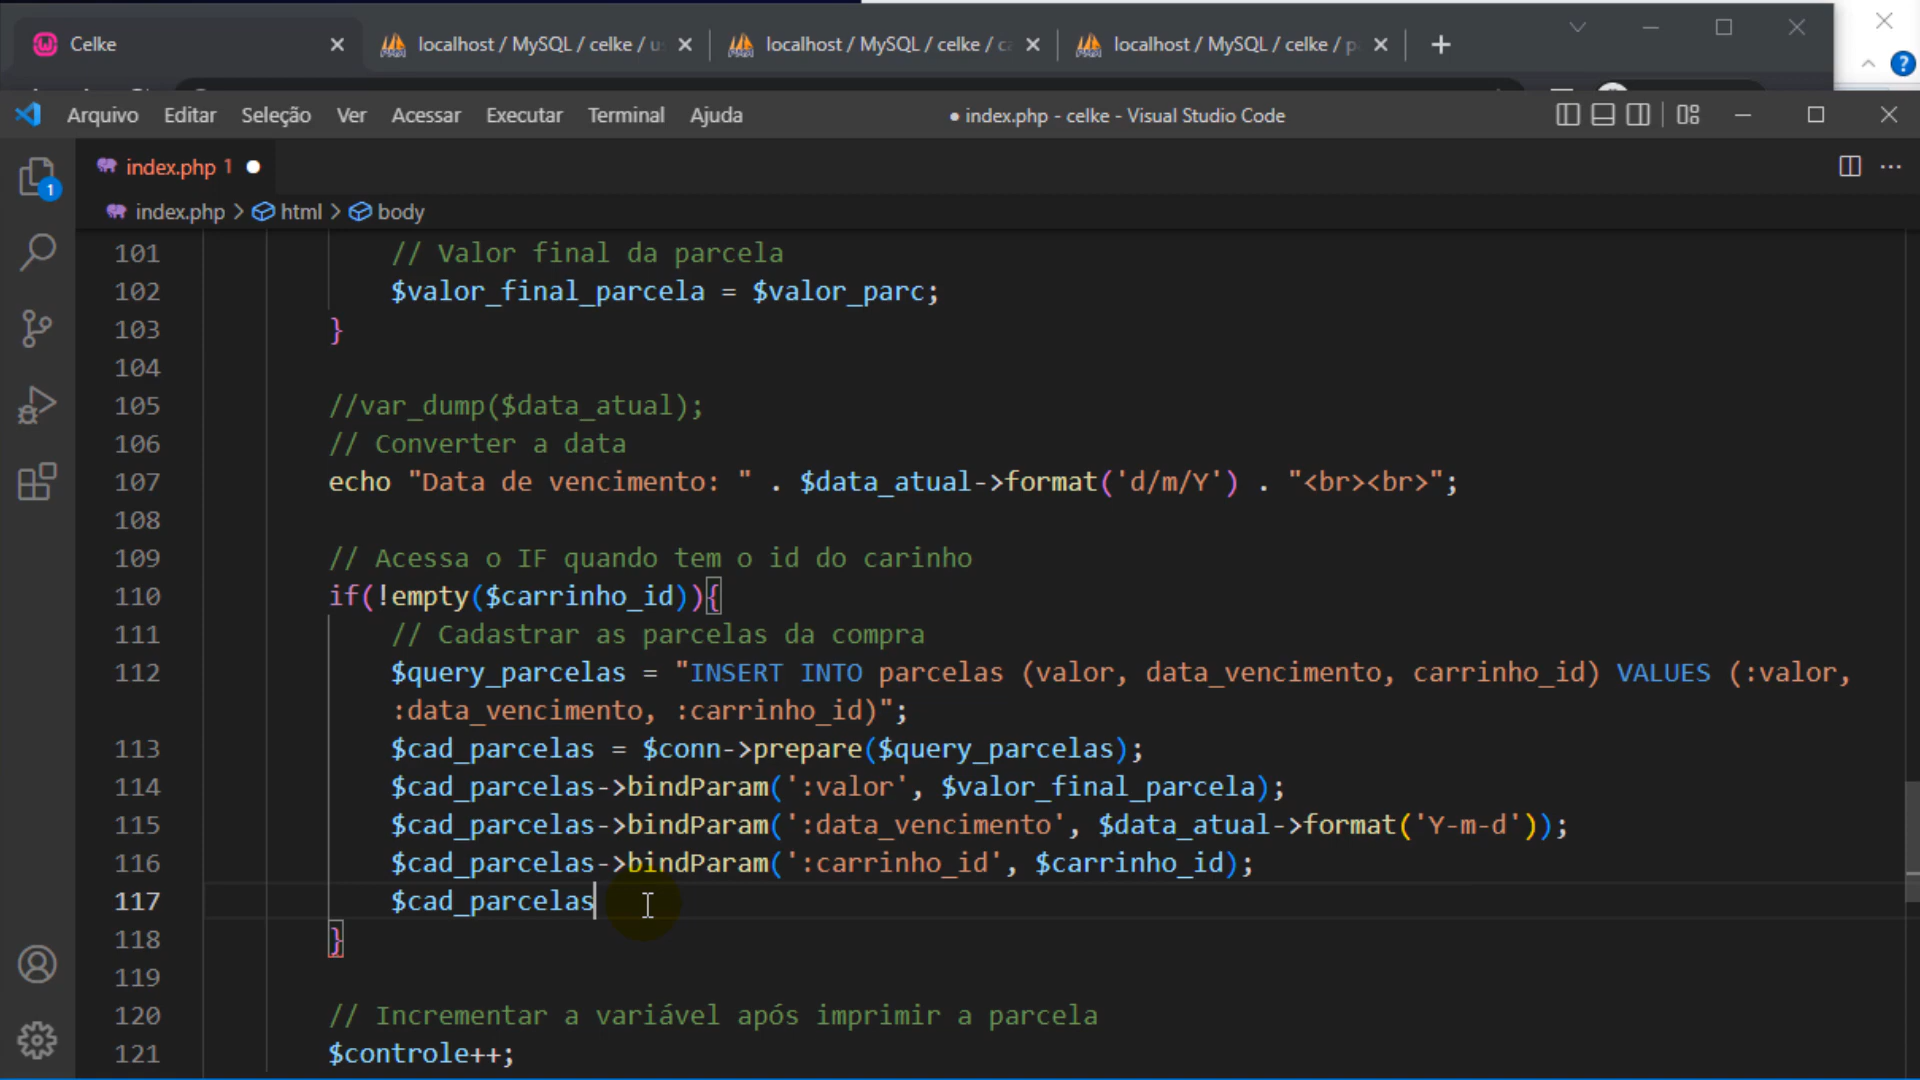 Celke
localhost / MySQL / celke / u
localhost / MySQL / celke / ca
localhost / MySQL / celke / p
Arquivo Editar Seleção Ver Acessar Executar Terminal Ajuda
● index.php - celke - Visual Studio Code
index.php 1
index.php > html > body
1
101 // Valor final da parcela
102 $valor_final_parcela = $valor_parc;
103 }
104
105 //var_dump($data_atual);
106 // Converter a data
107 echo "Data de vencimento: " . $data_atual->format('d/m/Y') . "<br><br>";
108
109 // Acessa o IF quando tem o id do carinho
110 if(!empty($carrinho_id)){
111 // Cadastrar as parcelas da compra
112 $query_parcelas = "INSERT INTO parcelas (valor, data_vencimento, carrinho_id) VALUES (:valor,
:data_vencimento, :carrinho_id)";
113 $cad_parcelas = $conn->prepare($query_parcelas);
114 $cad_parcelas->bindParam(':valor', $valor_final_parcela);
115 $cad_parcelas->bindParam(':data_vencimento', $data_atual->format('Y-m-d'));
116 $cad_parcelas->bindParam(':carrinho_id', $carrinho_id);
117 $cad_parcelas
118 }
119
120 // Incrementar a variável após imprimir a parcela
121 $controle++;